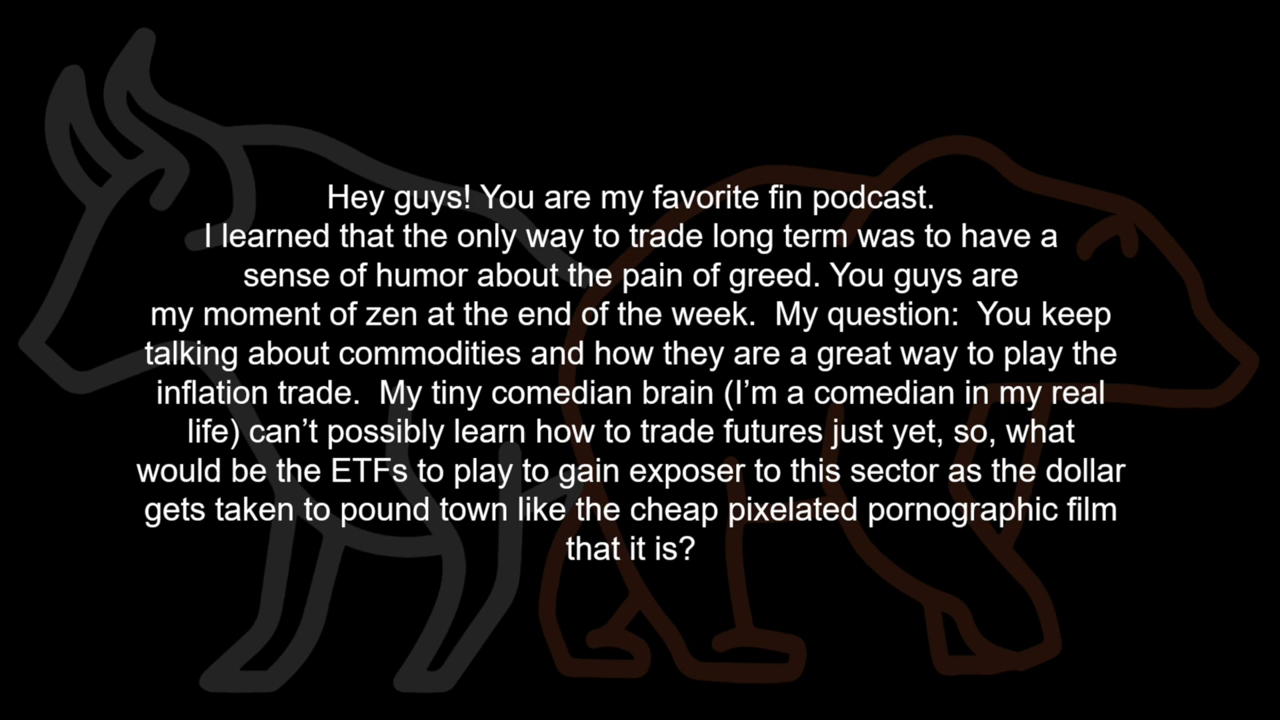 Hey guys! You are my favorite fin podcast.
I learned that the only way to trade long term was to have a
sense of humor about the pain of greed. You guys are
my moment of zen at the end of the week.  My question:  You keep
talking about commodities and how they are a great way to play the
inflation trade.  My tiny comedian brain (I’m a comedian in my real
life) can’t possibly learn how to trade futures just yet, so, what
would be the ETFs to play to gain exposer to this sector as the dollar
gets taken to pound town like the cheap pixelated pornographic film
that it is?